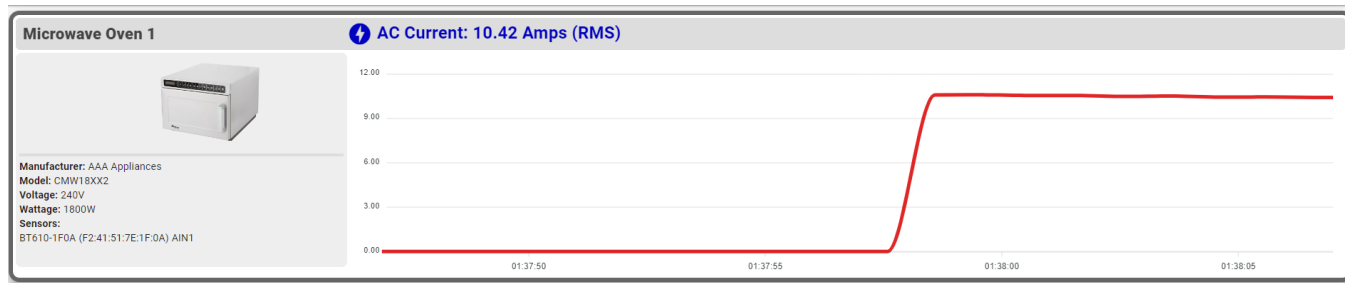 Microwave Oven 1
AC Current: 10.42 Amps (RMS)
Manufacturer: AAA Appliances
Model: CMW18XX2
Voltage: 240V
Wattage: 1800W
Sensors:
BT610-1F0A (F2:41:51:7E:1F:0A) AIN1
12.00
9.00
6.00
3.00
0.00
01:37:50
01:37:55
01:38:00
01:38:05